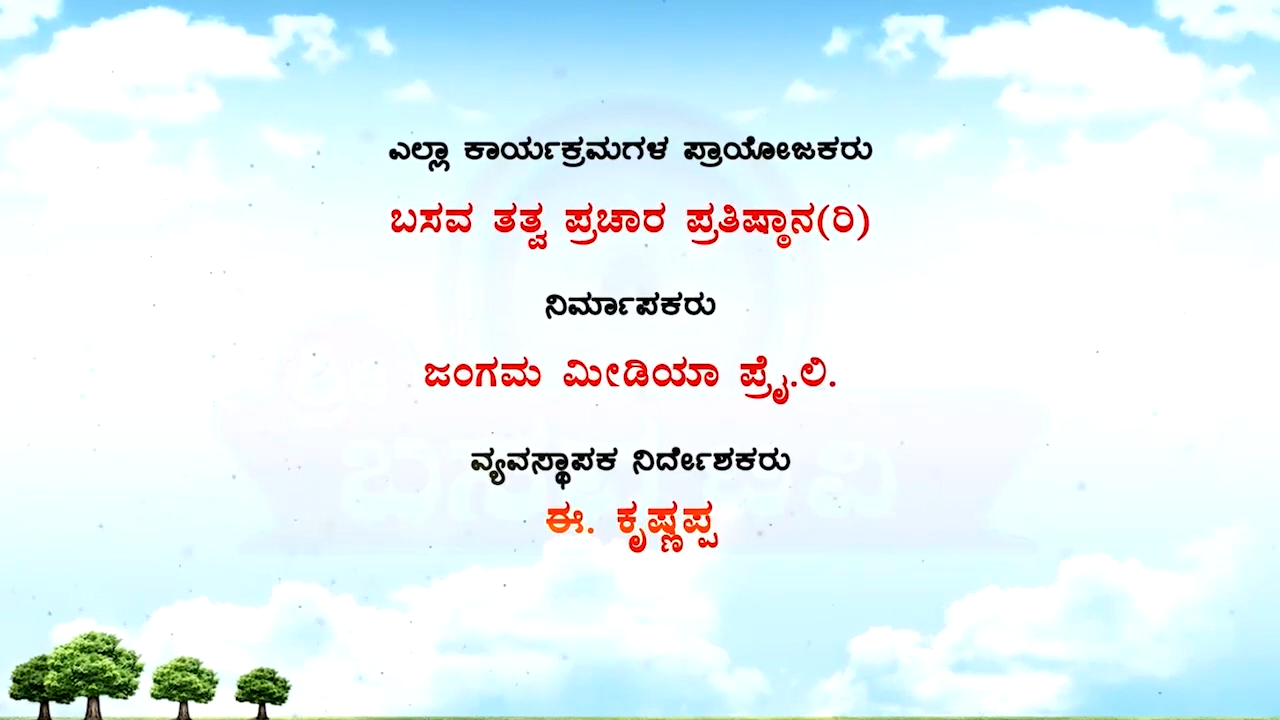 ಎಲ್ಲಾ ಕಾರ್ಯಕ್ರಮಗಳ ಪ್ರಾಯೋಜಕರು
ಬಸವ ತತ್ವ ಪ್ರಚಾರ ಪ್ರತಿಷ್ಠಾನ(ರಿ)
ನಿರ್ಮಾಪಕರು
ಜಂಗಮ ಮೀಡಿಯಾ ಪ್ರೈ.ಲಿ.
ವ್ಯವಸ್ಥಾಪಕ ನಿರ್ದೇಶಕರು
ಈ. ಕೃಷ್ಣಪ್ಪ